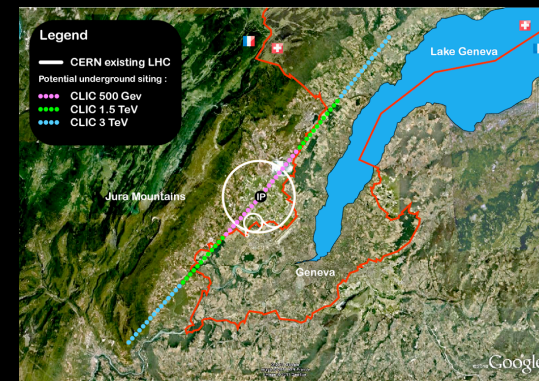 Legend
CERN existing LHC
Potential underground siting :
CLIC 500 Gev
CLIC 1.5 TeV
CLIC 3 TeV
Lake Geneva
Jura Mountains
IP
Geneva
Google